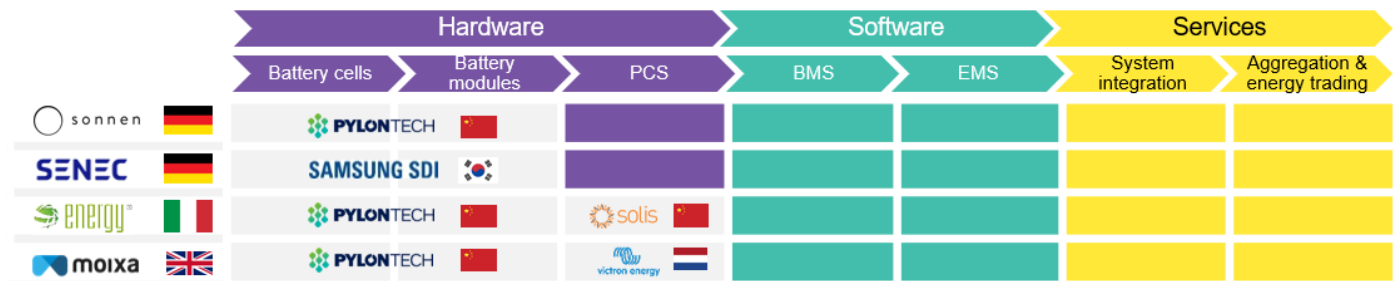 Hardware
Software
Services
Battery cells
Battery
modules
PCS
BMS
EMS
System
integration
Aggregation &
energy trading
sonnen
PYLONTECH
SENEC
SAMSUNG SDI
energy
PYLONTECH
solis
moixa
PYLONTECH
victron energy